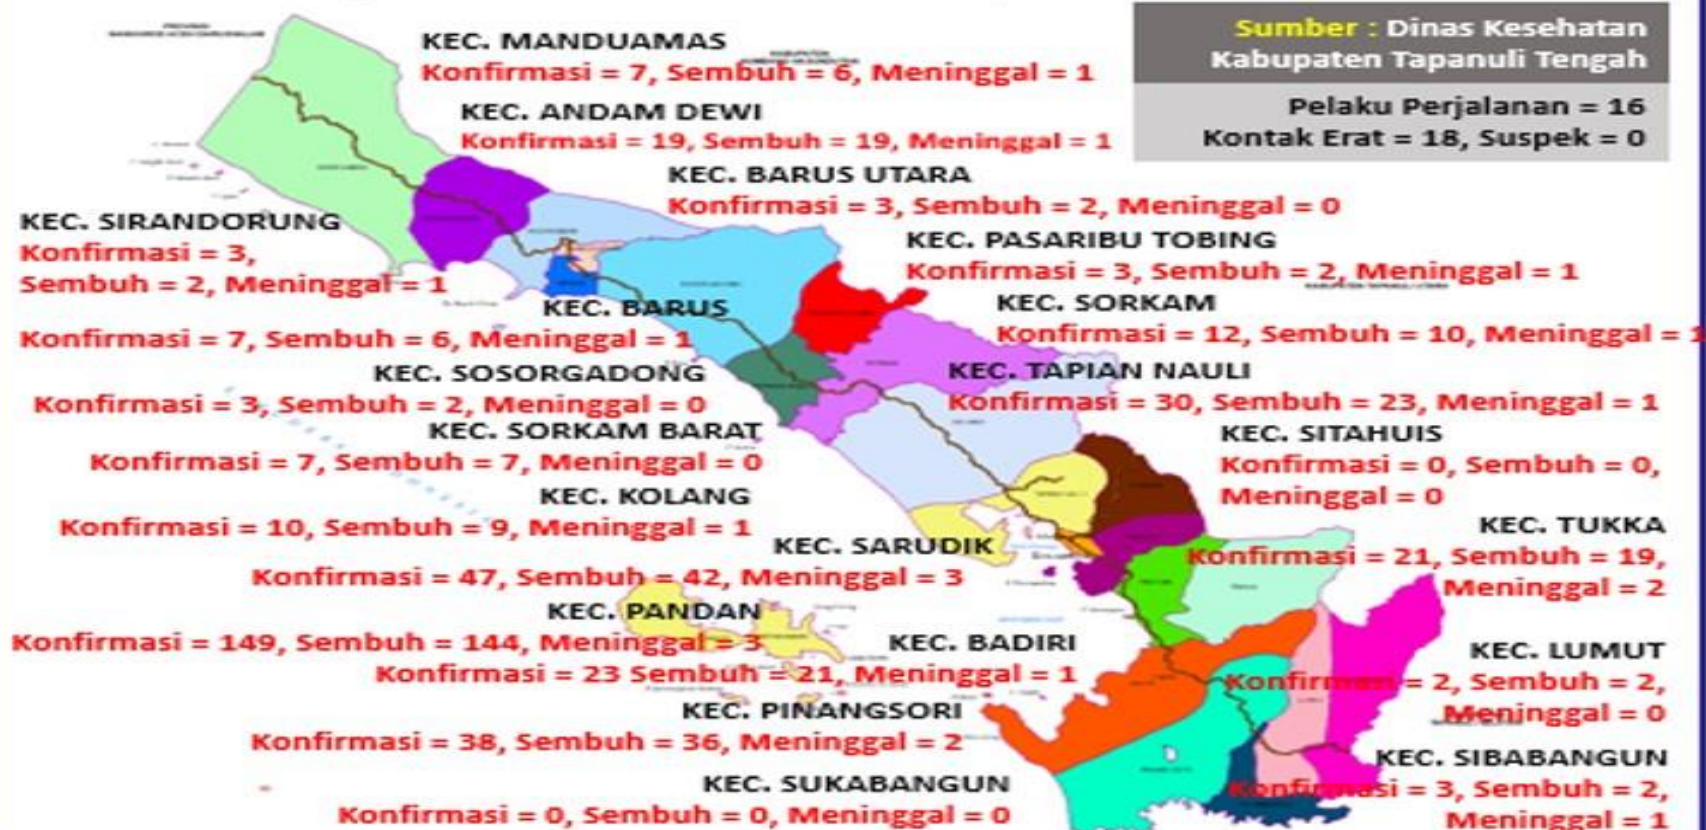 Sumber : Dinas Kesehatan
Kabupaten Tapanuli Tengah
Pelaku Perjalanan = 16
Kontak Erat = 18, Suspek = 0
KEC. MANDUAMAS
Konfirmasi = 7, Sembuh = 6, Meninggal = 1
KEC. ANDAM DEWI
Konfirmasi = 19, Sembuh = 19, Meninggal = 1
KEC. BARUS UTARA
Konfirmasi = 3, Sembuh = 2, Meninggal = 0
KEC. SIRANDORUNG
Konfirmasi = 3,
Sembuh = 2, Meninggal = 1
KEC. PASARIBU TOBING
Konfirmasi = 3, Sembuh = 2, Meninggal = 1
KEC. BARUS
Konfirmasi = 7, Sembuh = 6, Meninggal = 1
KEC. SORKAM
Konfirmasi = 12, Sembuh = 10, Meninggal = 1
KEC. SOSORGADONG
Konfirmasi = 3, Sembuh = 2, Meninggal = 0
KEC. TAPIAN NAULI
Konfirmasi = 30, Sembuh = 23, Meninggal = 1
KEC. SORKAM BARAT
Konfirmasi = 7, Sembuh = 7, Meninggal = 0
KEC. SITAHUIS
Konfirmasi = 0, Sembuh = 0,
Meninggal = 0
KEC. KOLANG
Konfirmasi = 10, Sembuh = 9, Meninggal = 1
KEC. TUKKA
Konfirmasi = 21, Sembuh = 19,
Meninggal = 2
KEC. SARUDIK
Konfirmasi = 47, Sembuh = 42, Meninggal = 3
KEC. PANDAN
Konfirmasi = 149, Sembuh = 144, Meninggal = 3
KEC. BADIRI
Konfirmasi = 23 Sembuh = 21, Meninggal = 1
KEC. LUMUT
Konfirmasi = 2, Sembuh = 2,
Meninggal = 0
KEC. PINANGSORI
Konfirmasi = 38, Sembuh = 36, Meninggal = 2
KEC. SIBABANGUN
Konfirmasi = 3, Sembuh = 2,
Meninggal = 1
KEC. SUKABANGUN
Konfirmasi = 0, Sembuh = 0, Meninggal = 0